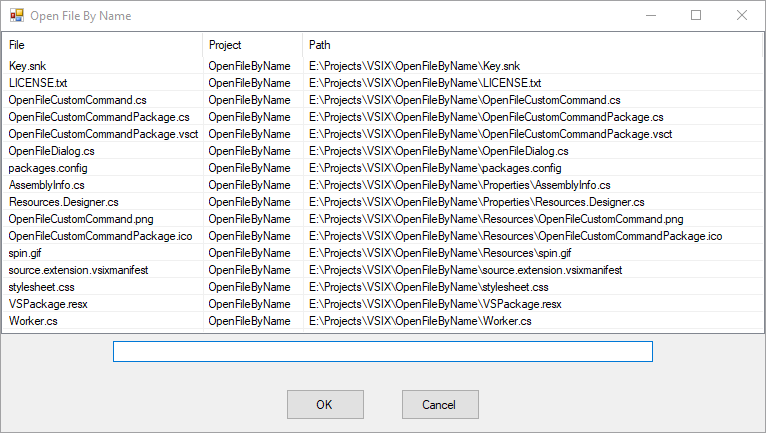 Open File By Name
File Project Path
Key.snk OpenFileByName E:\Projects\VSIX\OpenFileByName\Key.snk
LICENSE.txt OpenFileByName E:\Projects\VSIX\OpenFileByName\LICENSE.txt
OpenFileCustomCommand.cs OpenFileByName E:\Projects\VSIX\OpenFileByName\OpenFileCustomCommand.cs
OpenFileCustomCommandPackage.cs OpenFileByName E:\Projects\VSIX\OpenFileByName\OpenFileCustomCommandPackage.cs
OpenFileCustomCommandPackage.vsct OpenFileByName E:\Projects\VSIX\OpenFileByName\OpenFileCustomCommandPackage.vsct
OpenFileDialog.cs OpenFileByName E:\Projects\VSIX\OpenFileByName\OpenFileDialog.cs
packages.config OpenFileByName E:\Projects\VSIX\OpenFileByName\packages.config
AssemblyInfo.cs OpenFileByName E:\Projects\VSIX\OpenFileByName\Properties\AssemblyInfo.cs
Resources.Designer.cs OpenFileByName E:\Projects\VSIX\OpenFileByName\Properties\Resources.Designer.cs
OpenFileCustomCommand.png OpenFileByName E:\Projects\VSIX\OpenFileByName\Resources\OpenFileCustomCommand.png
OpenFileCustomCommandPackage.ico OpenFileByName E:\Projects\VSIX\OpenFileByName\Resources\OpenFileCustomCommandPackage.ico
spin.gif OpenFileByName E:\Projects\VSIX\OpenFileByName\Resources\spin.gif
source.extension.vsixmanifest OpenFileByName E:\Projects\VSIX\OpenFileByName\source.extension.vsixmanifest
stylesheet.css OpenFileByName E:\Projects\VSIX\OpenFileByName\stylesheet.css
VSPackage.resx OpenFileByName E:\Projects\VSIX\OpenFileByName\VSPackage.resx
Worker.cs OpenFileByName E:\Projects\VSIX\OpenFileByName\Worker.cs
OK Cancel